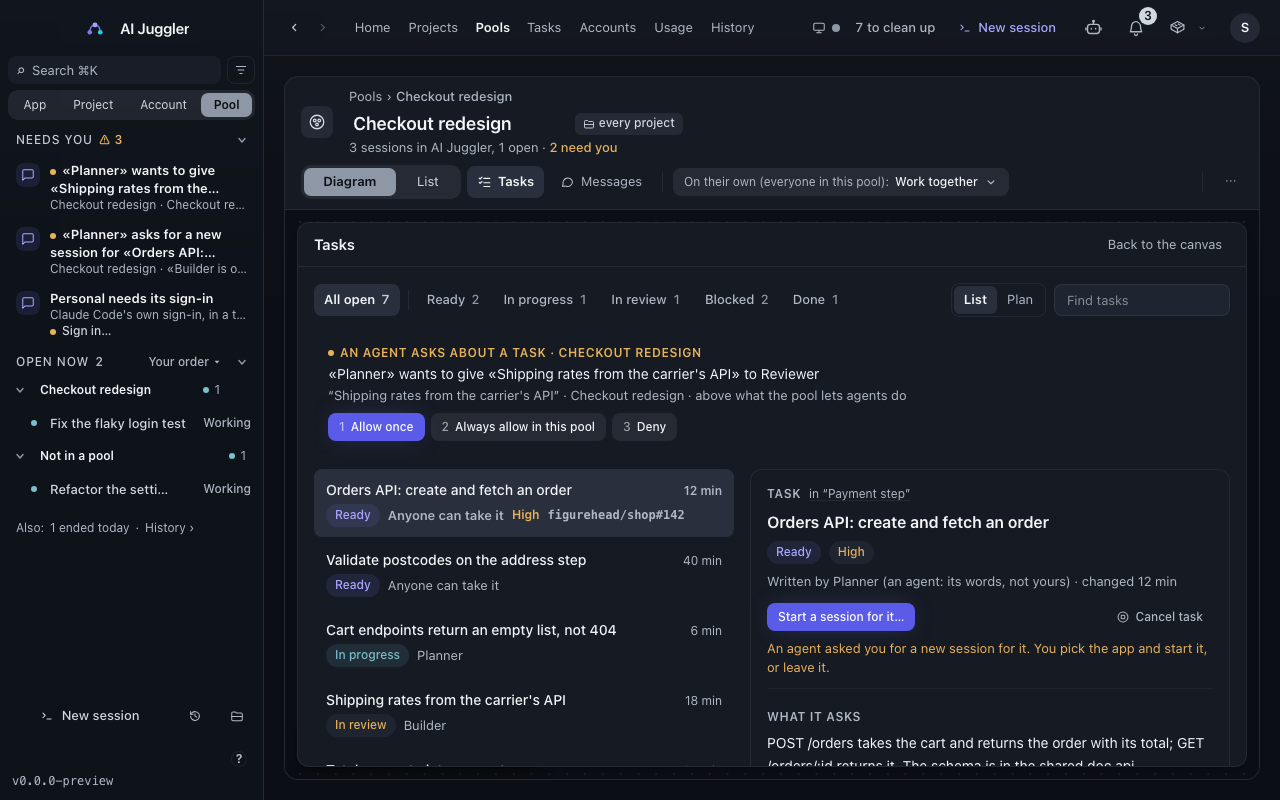 AI Juggler
Search ⌘K
App Project Account Pool
NEEDS YOU 3
«Planner» wants to give
«Shipping rates from the...
Checkout redesign · Checkout re...
«Planner» asks for a new
session for «Orders API:...
Checkout redesign · «Builder is o...
Personal needs its sign-in
Claude Code's own sign-in, in a t...
Sign in...
OPEN NOW 2 Your order
Checkout redesign 1
Fix the flaky login test Working
Not in a pool 1
Refactor the setti... Working
Also: 1 ended today · History ›
New session
?
v0.0.0-preview
Home Projects Pools Tasks Accounts Usage History
7 to clean up
New session
3
S
Pools › Checkout redesign
Checkout redesign
every project
3 sessions in AI Juggler, 1 open · 2 need you
Diagram List Tasks Messages
On their own (everyone in this pool): Work together
...
Tasks
Back to the canvas
All open 7 Ready 2 In progress 1 In review 1 Blocked 2 Done 1
List Plan
Find tasks
AN AGENT ASKS ABOUT A TASK · CHECKOUT REDESIGN
«Planner» wants to give «Shipping rates from the carrier's API» to Reviewer
“Shipping rates from the carrier's API” · Checkout redesign · above what the pool lets agents do
1 Allow once 2 Always allow in this pool 3 Deny
Orders API: create and fetch an order 12 min
Ready Anyone can take it High figurehead/shop#142
Validate postcodes on the address step 40 min
Ready Anyone can take it
Cart endpoints return an empty list, not 404 6 min
In progress Planner
Shipping rates from the carrier's API 18 min
In review Builder
TASK in “Payment step”
Orders API: create and fetch an order
Ready High
Written by Planner (an agent: its words, not yours) · changed 12 min
Start a session for it...
Cancel task
An agent asked you for a new session for it. You pick the app and start it,
or leave it.
WHAT IT ASKS
POST /orders takes the cart and returns the order with its total; GET
/orders/:id returns it. The schema is in the shared doc api